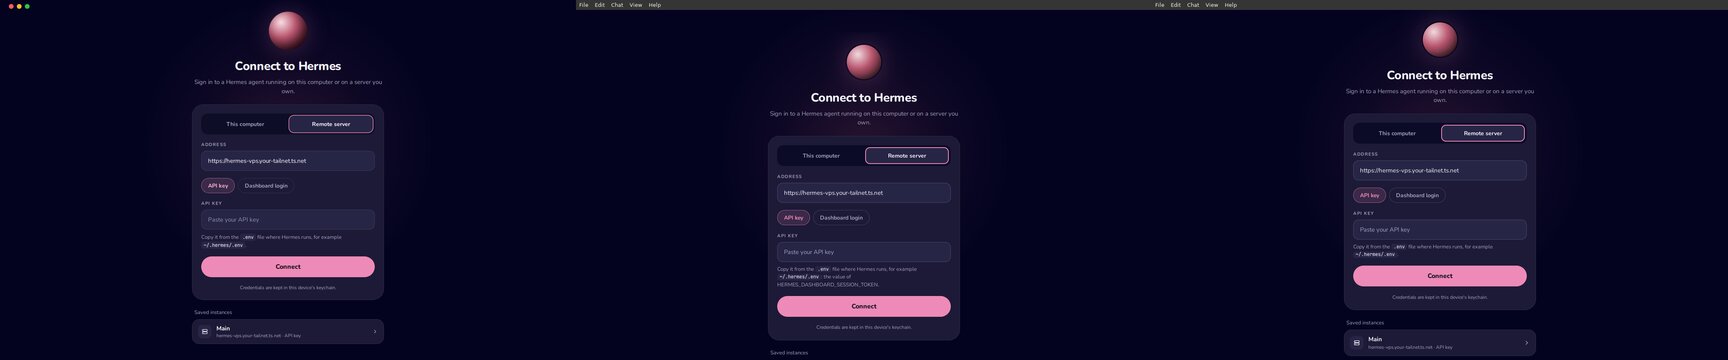 Connect to Hermes
Sign in to a Hermes agent running on this computer or on a server you
own.
This computer
Remote server
ADDRESS
https://hermes-vps.your-tailnet.ts.net
API key
Dashboard login
API KEY
Paste your API key
Copy it from the .env file where Hermes runs, for example
~/.hermes/.env.
Connect
Credentials are kept in this device's keychain.
Saved instances
Main
hermes-vps.your-tailnet.ts.net · API key
File Edit Chat View Help
Connect to Hermes
Sign in to a Hermes agent running on this computer or on a server you
own.
This computer
Remote server
ADDRESS
https://hermes-vps.your-tailnet.ts.net
API key
Dashboard login
API KEY
Paste your API key
Copy it from the .env file where Hermes runs, for example
~/.hermes/.env: the value of
HERMES_DASHBOARD_SESSION_TOKEN.
Connect
Credentials are kept in this device's keychain.
Saved instances
File Edit Chat View Help
Connect to Hermes
Sign in to a Hermes agent running on this computer or on a server you
own.
This computer
Remote server
ADDRESS
https://hermes-vps.your-tailnet.ts.net
API key
Dashboard login
API KEY
Paste your API key
Copy it from the .env file where Hermes runs, for example
~/.hermes/.env.
Connect
Credentials are kept in this device's keychain.
Saved instances
Main
hermes-vps.your-tailnet.ts.net · API key